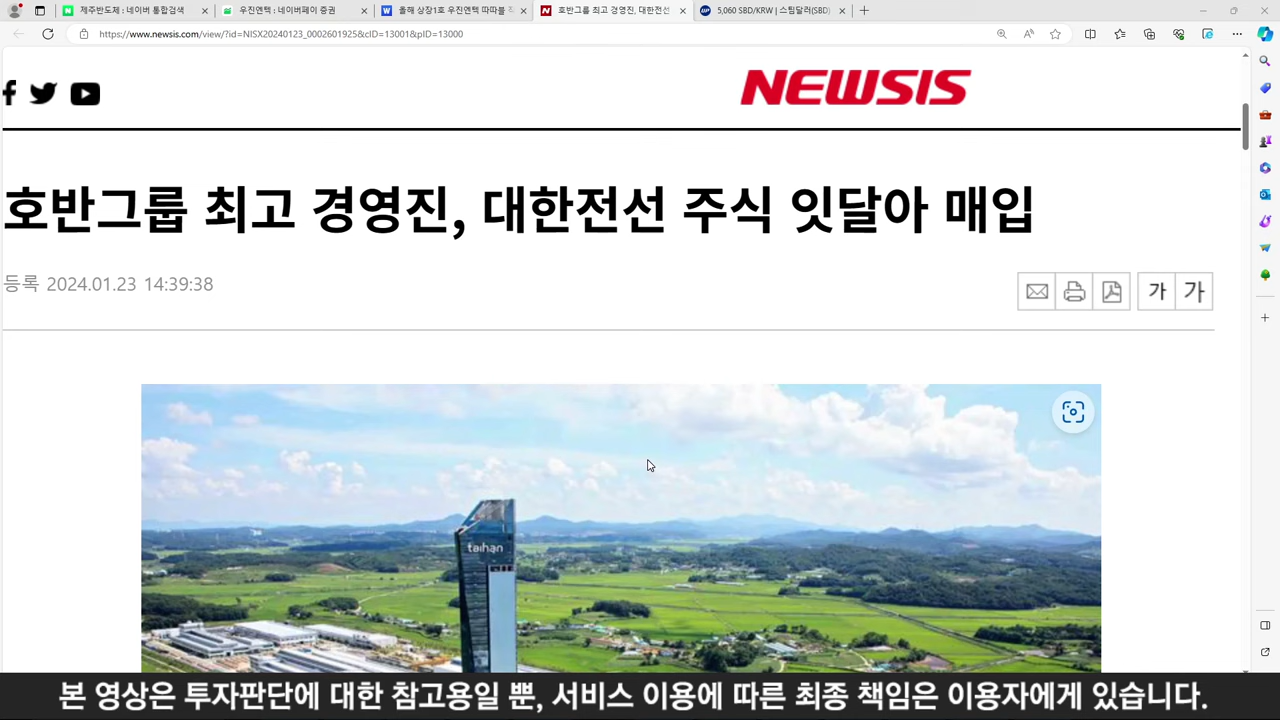 제주반도체 : 네이버 통합검색
우진엔텍 : 네이버페이 증권
올해 상장1호 우진엔텍 따따블 직
호반그룹 최고 경영진, 대한전선
5,060 SBD/KRW | 스팀달러(SBD)
https://www.newsis.com/view/?id=NISX20240123_0002601925&cID=13001&pID=13000
NEWSIS
호반그룹 최고 경영진, 대한전선 주식 잇달아 매입
등록 2024.01.23 14:39:38
가 가
taihan
본 영상은 투자판단에 대한 참고용일 뿐, 서비스 이용에 따른 최종 책임은 이용자에게 있습니다.